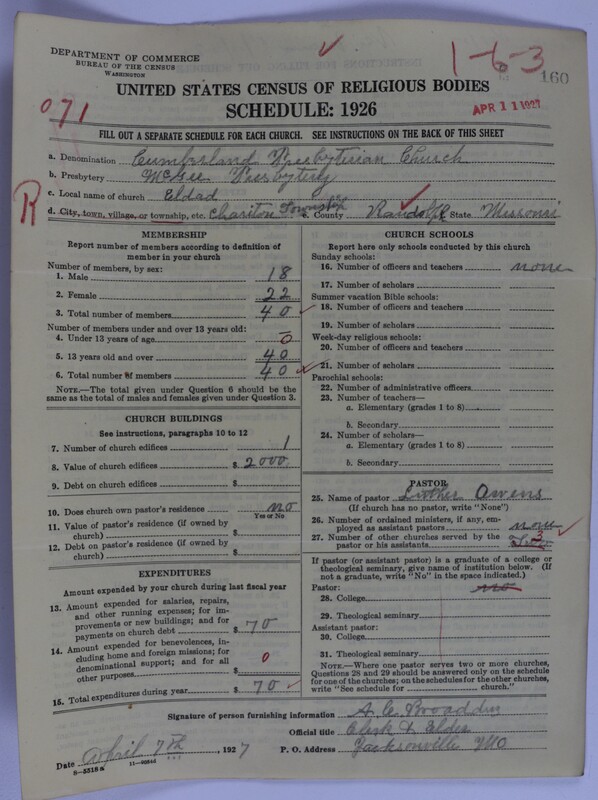 1-6-3
160
DEPARTMENT OF COMMERCE
BUREAU OF THE CENSUS
WASHINGTON
UNITED STATES CENSUS OF RELIGIOUS BODIES
SCHEDULE: 1926
071
APR 11 1927
FILL OUT A SEPARATE SCHEDULE FOR EACH CHURCH. SEE INSTRUCTIONS ON THE BACK OF THIS SHEET
a. Denomination Cumberland Presbyterian Church
b. Presbytery McGee Presbytery
c. Local name of church Eldad
R
d. City, town, village, or township, etc. Chariton Township e. County Randolph State Missouri
MEMBERSHIP
Report number of members according to definition of
member in your church
Number of members, by sex:
1. Male 18
2. Female 22
3. Total number of members 40
Number of members under and over 13 years old:
4. Under 13 years of age 0
5. 13 years old and over 40
6. Total number of members 40
NOTE.—The total given under Question 6 should be
same as the total of males and females given under Question 3.
CHURCH BUILDINGS
See instructions, paragraphs 10 to 12
7. Number of church edifices 1
8. Value of church edifices $ 2000
9. Debt on church edifices $
10. Does church own pastor's residence no
Yes or No
11. Value of pastor's residence (if owned by
church) $
12. Debt on pastor's residence (if owned by
church) $
EXPENDITURES
Amount expended by your church during last fiscal year
13. Amount expended for salaries, repairs,
and other running expenses; for im-
provements or new buildings; and for
payments on church debt $ 70
14. Amount expended for benevolences, in-
cluding home and foreign missions; for
denominational support; and for all
other purposes $ 0
15. Total expenditures during year $ 70
CHURCH SCHOOLS
Report here only schools conducted by this church
Sunday schools:
16. Number of officers and teachers none
17. Number of scholars
Summer vacation Bible schools:
18. Number of officers and teachers
19. Number of scholars
Week-day religious schools:
20. Number of officers and teachers
21. Number of scholars
Parochial schools:
22. Number of administrative officers
23. Number of teachers—
a. Elementary (grades 1 to 8)
b. Secondary
24. Number of scholars—
a. Elementary (grades 1 to 8)
b. Secondary
PASTOR
25. Name of pastor Luther Owens
(If church has no pastor, write "None")
26. Number of ordained ministers, if any, em-
ployed as assistant pastors none
27. Number of other churches served by the
pastor or his assistants 3
If pastor (or assistant pastor) is a graduate of a college or
theological seminary, give name of institution below. (If
not a graduate, write "No" in the space indicated.)
Pastor: no
28. College
29. Theological seminary
Assistant pastor:
30. College
31. Theological seminary
NOTE.—Where one pastor serves two or more churches,
Questions 28 and 29 should be answered only on the schedule
for one of the churches; on the schedules for the other churches,
write "See schedule for church."
Signature of person furnishing information A. C. Broaddus
Official title Clerk & Elder
Date April 7th, 1927 P. O. Address Jacksonville Mo
8-5318a